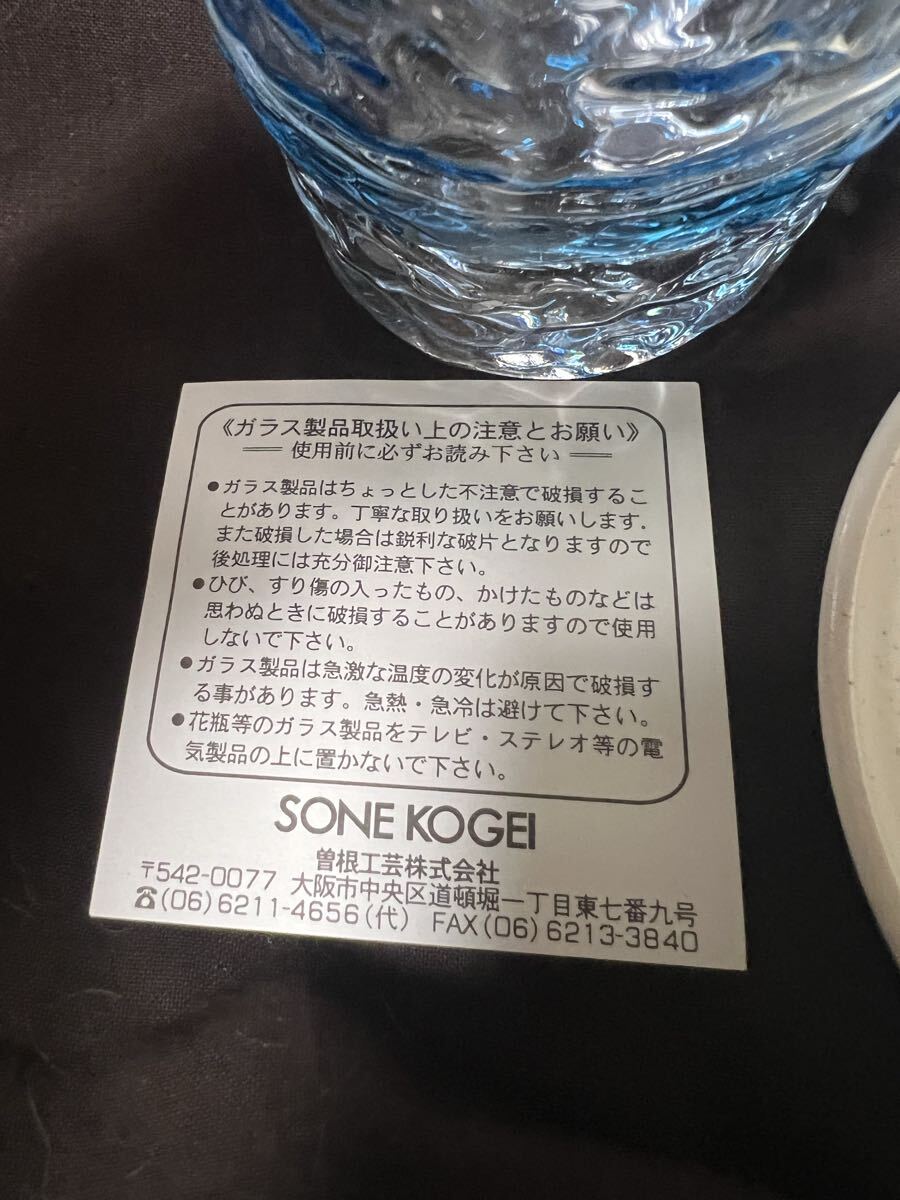 《ガラス製品取扱い上の注意とお願い》
使用前に必ずお読み下さい
●ガラス製品はちょっとした不注意で破損するこ
とがあります。丁寧な取り扱いをお願いします.
また破損した場合は鋭利な破片となりますので
後処理には充分御注意下さい。
●ひび、すり傷の入ったもの、かけたものなどは
思わぬときに破損することがありますので使用
しないで下さい。
●ガラス製品は急激な温度の変化が原因で破損す
る事があります。急熱・急冷は避けて下さい。
●花瓶等のガラス製品をテレビ・ステレオ等の電
気製品の上に置かないで下さい。
SONE KOGEI
曽根工芸株式会社
〒542-0077 大阪市中央区道頓堀一丁目東七番九号
☎(06)6211-4656(代) FAX(06)6213-3840